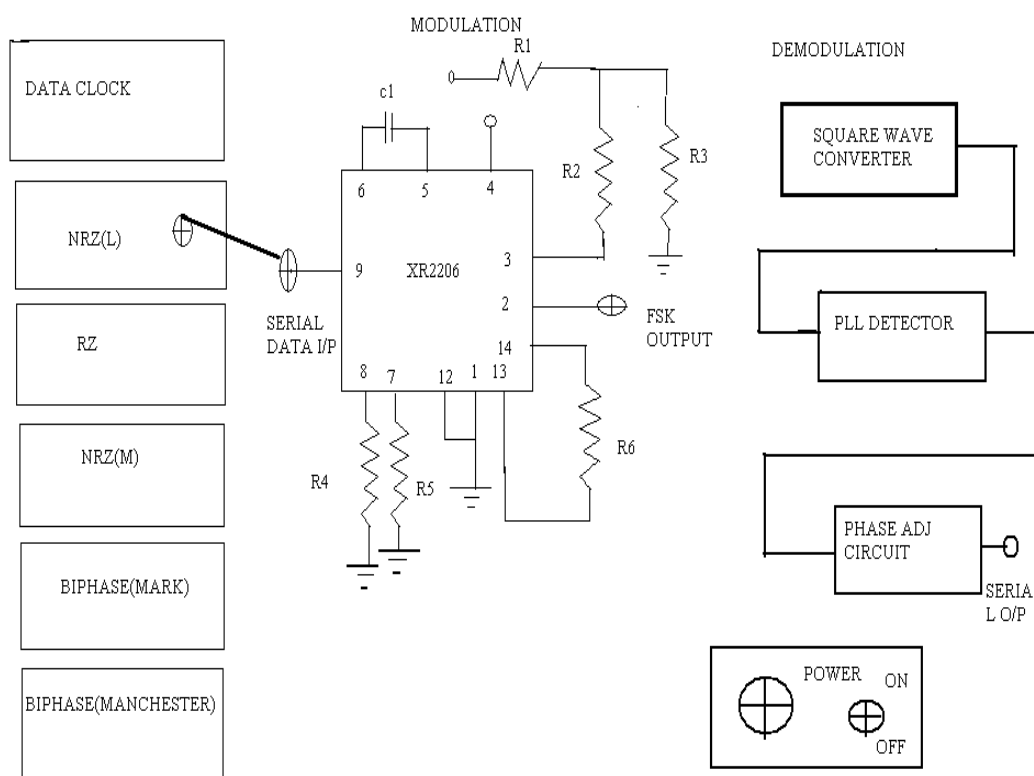 MODULATION
R1
DEMODULATION
DATA CLOCK
c1
SQUARE WAVE
CONVERTER
R2
R3
6
5
4
NRZ(L)
9
XR2206
3
2
SERIAL
DATA I/P
FSK
OUTPUT
PLL DETECTOR
RZ
14
8
7
12
1
13
NRZ(M)
R4
R5
R6
PHASE ADJ
CIRCUIT
SERIA
L O/P
BIPHASE(MARK)
POWER
ON
OFF
BIPHASE(MANCHESTER)